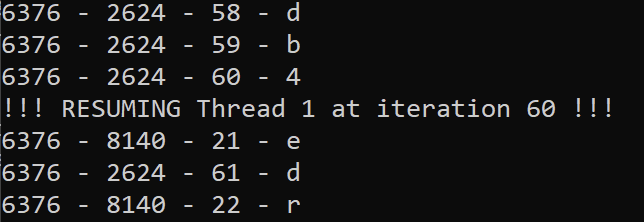 6376 - 2624 - 58 - d
6376 - 2624 - 59 - b
6376 - 2624 - 60 - 4
!!! RESUMING Thread 1 at iteration 60 !!!
6376 - 8140 - 21 - e
6376 - 2624 - 61 - d
6376 - 8140 - 22 - r